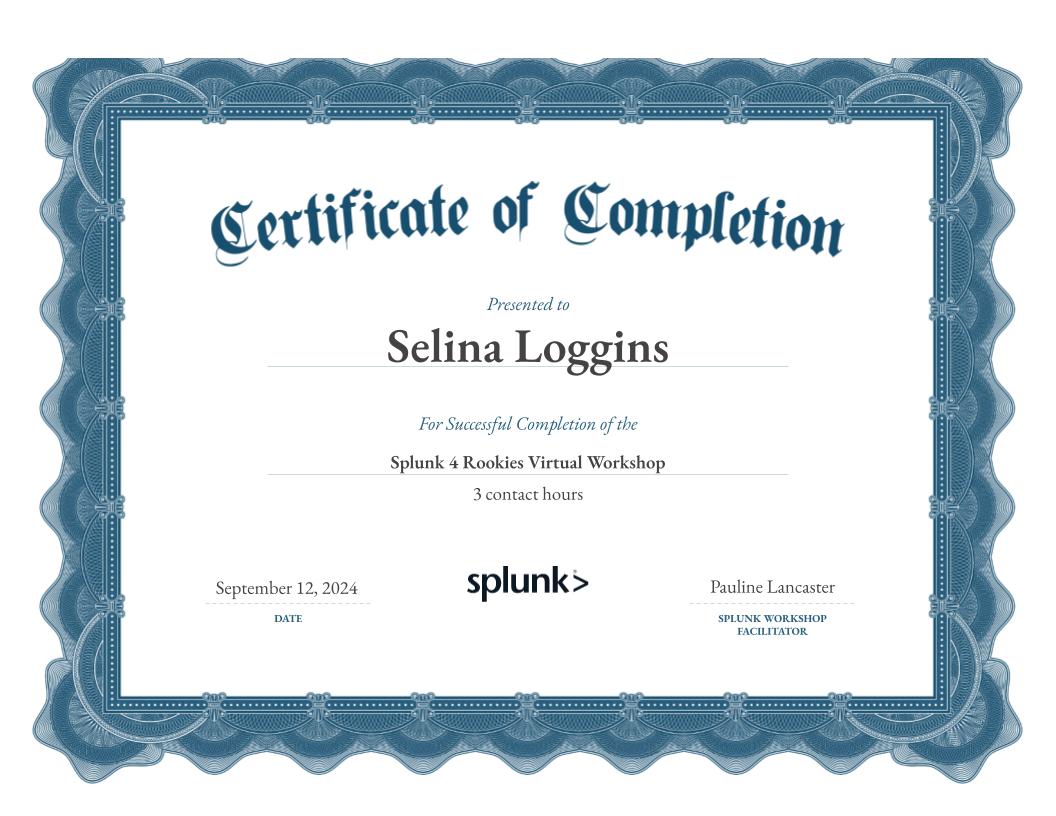 Certificate of Completion
Presented to
Selina Loggins
For Successful Completion of the
Splunk 4 Rookies Virtual Workshop
3 contact hours
September 12, 2024
DATE
splunk>
Pauline Lancaster
SPLUNK WORKSHOP
FACILITATOR